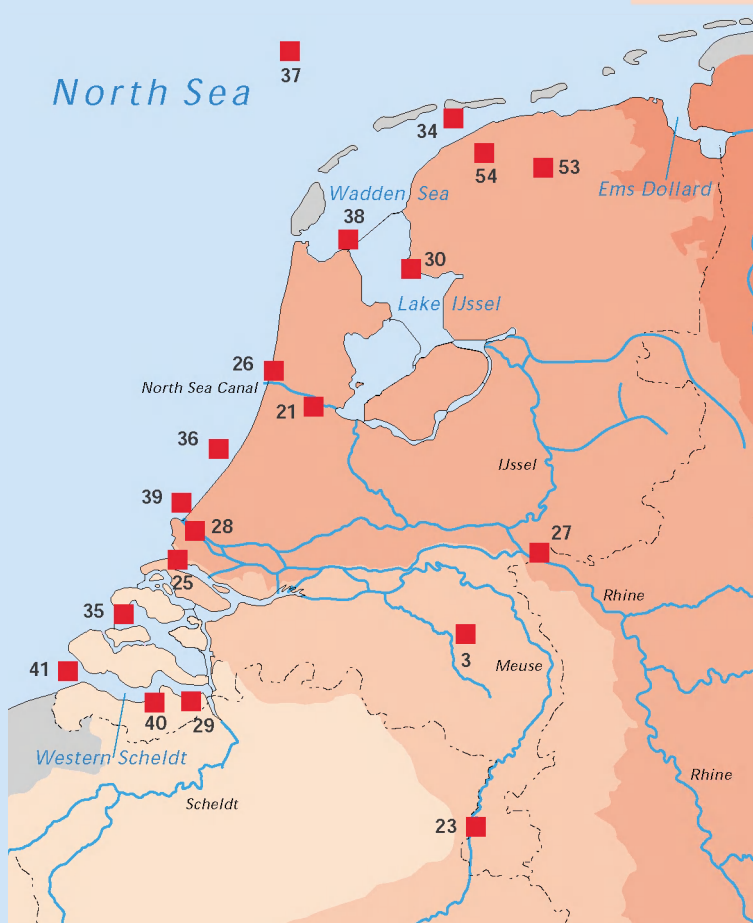 37
North Sea
34
54
53
Ems Dollard
Wadden Sea
38
30
Lake IJssel
26
North Sea Canal
21
36
IJssel
39
28
27
25
Rhine
35
3
Meuse
41
40
29
Western Scheldt
Rhine
Scheldt
23